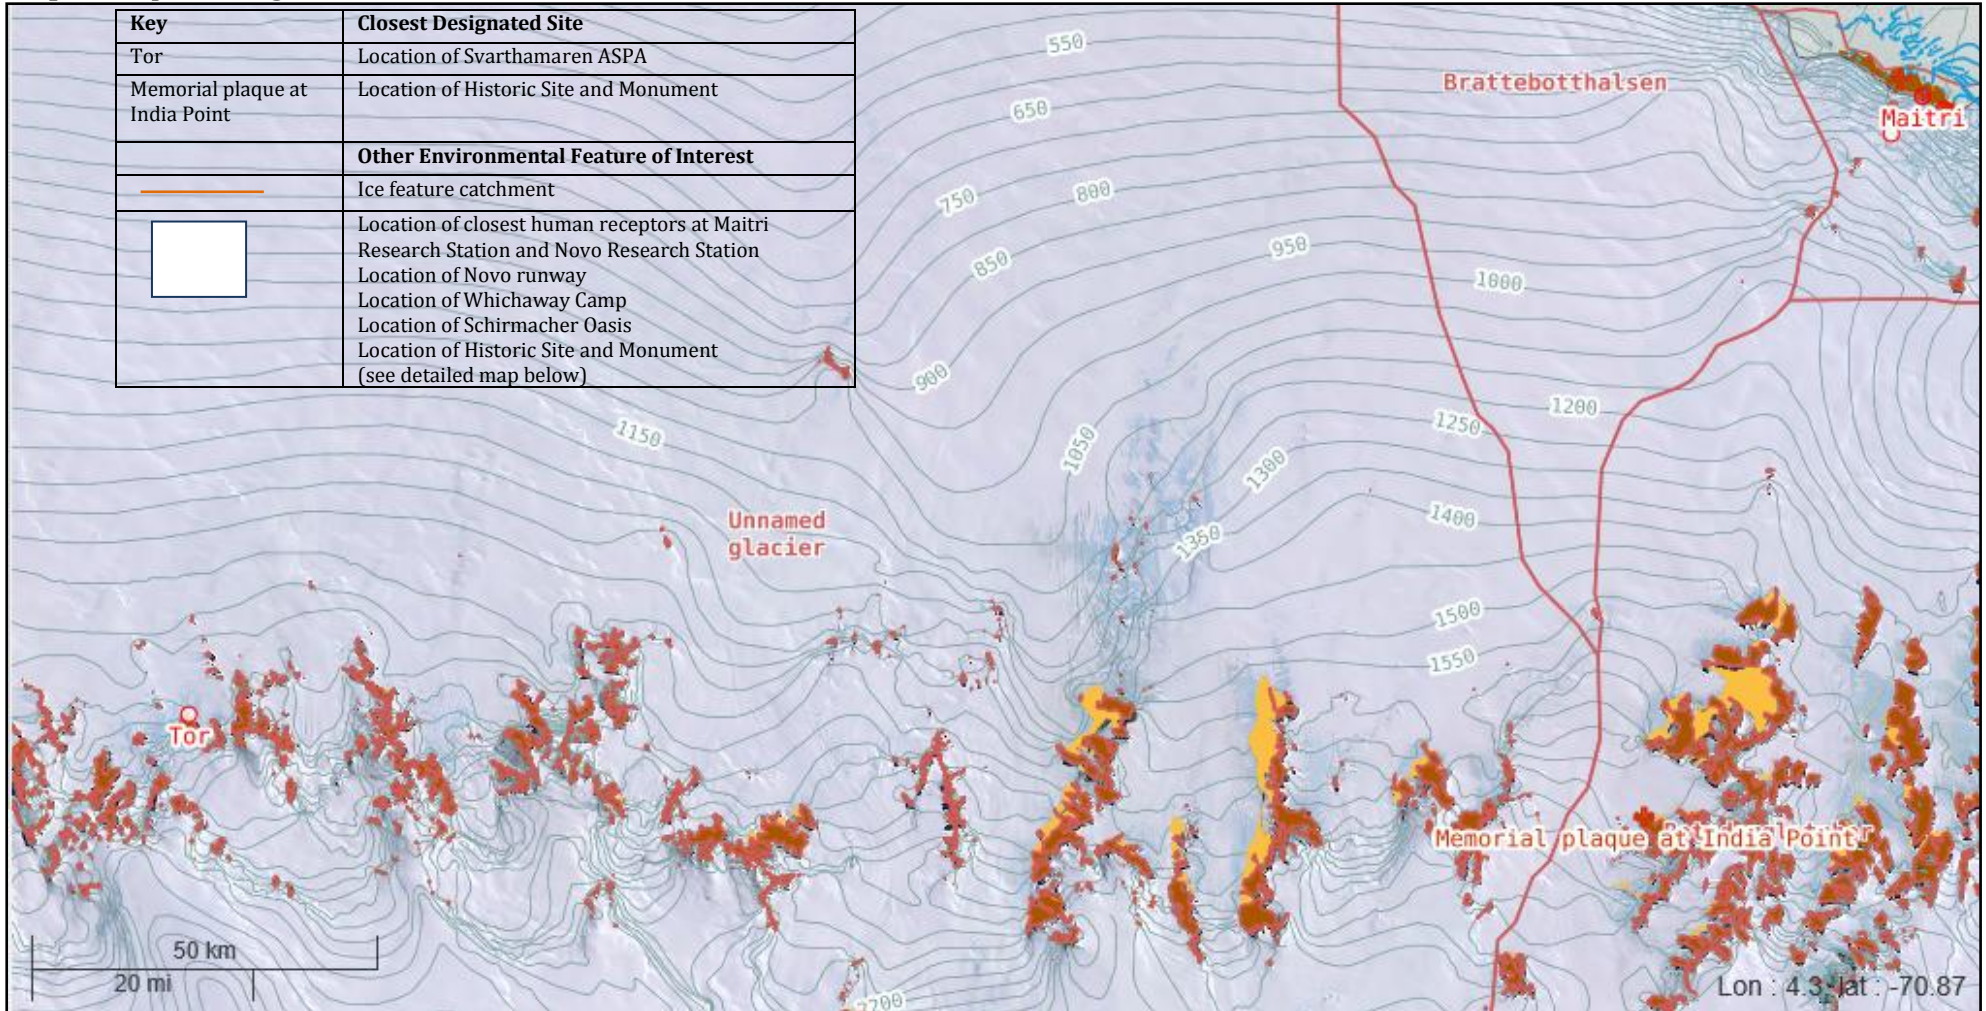 Key Closest Designated Site
Tor Location of Svarthamaren ASPA
Memorial plaque at India Point Location of Historic Site and Monument
Other Environmental Feature of Interest
Ice feature catchment
Location of closest human receptors at Maitri
Research Station and Novo Research Station
Location of Novo runway
Location of Whichaway Camp
Location of Schirmacher Oasis
Location of Historic Site and Monument
(see detailed map below)
550
Brattebotthalsen
650
Maitri
750
800
850
950
1000
900
1150
1050
1200
1250
1300
1350
1400
Unnamed
glacier
1500
1550
Tor
Memorial plaque at India Point
50 km
20 mi
2200
Lon : 4.3 lat : -70.87